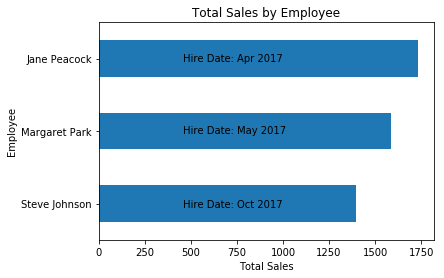 Total Sales by Employee
Employee
Jane Peacock
Hire Date: Apr 2017
Margaret Park
Hire Date: May 2017
Steve Johnson
Hire Date: Oct 2017
0 250 500 750 1000 1250 1500 1750
Total Sales